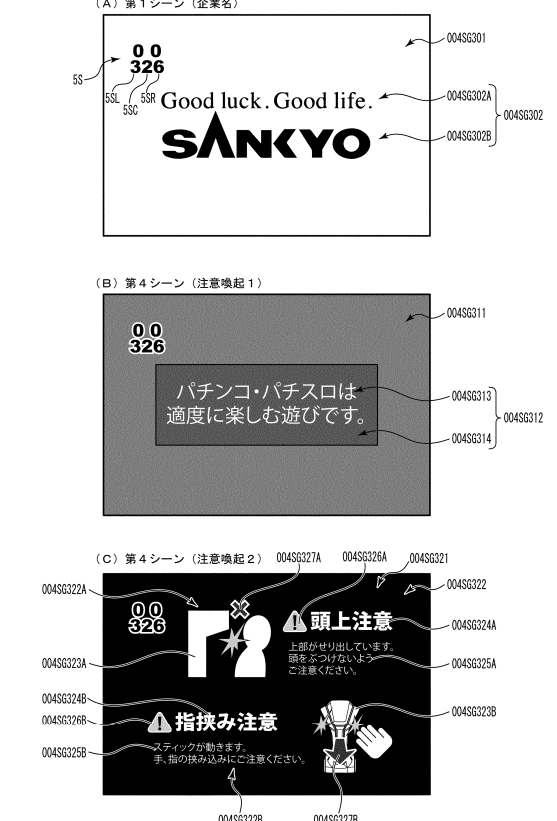 （Ａ）第１シーン（企業名）
0 0
326
5S
5SL
5SC
5SR
Good luck. Good life.
SANKYO
004SG301
004SG302A
004SG302B
004SG302
（Ｂ）第４シーン（注意喚起１）
0 0
326
パチンコ・パチスロは
適度に楽しむ遊びです。
004SG311
004SG313
004SG314
004SG312
（Ｃ）第４シーン（注意喚起２）
004SG327A
004SG326A
004SG321
004SG322A
004SG322
0 0
326
頭上注意
004SG324A
上部がせり出しています。
頭をぶつけないよう
ご注意ください。
004SG323A
004SG325A
004SG324B
004SG326B
指挟み注意
004SG323B
004SG325B
スティックが動きます。
手、指の挟み込みにご注意ください。
004SG322B
004SG327B